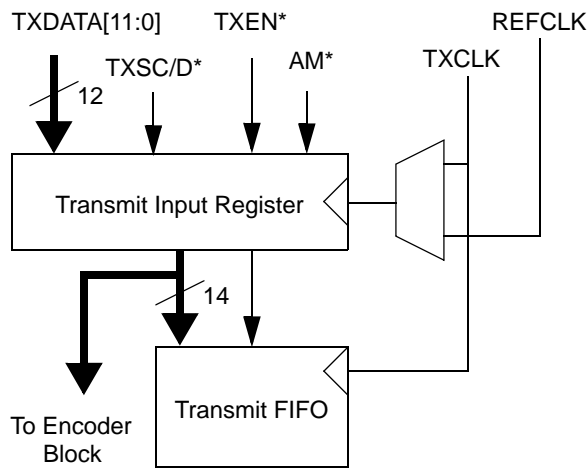 TXDATA[11:0]
TXEN*
REFCLK
TXSC/D*
AM*
TXCLK
12
Transmit Input Register
14
Transmit FIFO
To Encoder
Block